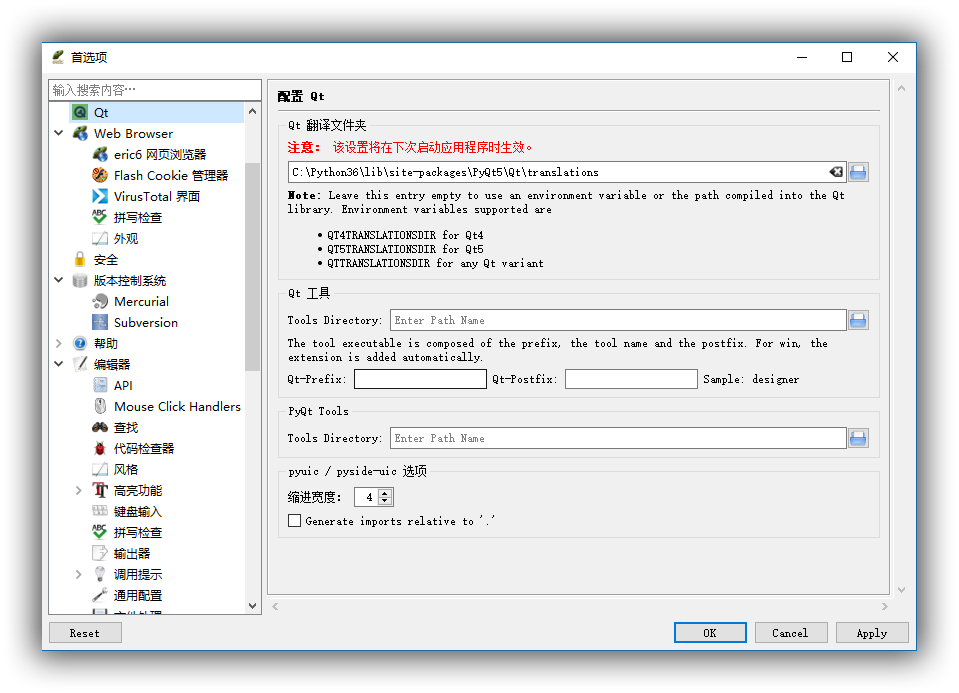 首选项
输入搜索内容…
Qt
Web Browser
eric6 网页浏览器
Flash Cookie 管理器
VirusTotal 界面
拼写检查
外观
安全
版本控制系统
Mercurial
Subversion
帮助
编辑器
API
Mouse Click Handlers
查找
代码检查器
风格
高亮功能
键盘输入
拼写检查
输出器
调用提示
通用配置
配置 Qt
Qt 翻译文件夹
注意： 该设置将在下次启动应用程序时生效。
C:\Python36\lib\site-packages\PyQt5\Qt\translations
Note: Leave this entry empty to use an environment variable or the path compiled into the Qt
library. Environment variables supported are
• QT4TRANSLATIONSDIR for Qt4
• QT5TRANSLATIONSDIR for Qt5
• QTTRANSLATIONSDIR for any Qt variant
Qt 工具
Tools Directory: Enter Path Name
The tool executable is composed of the prefix, the tool name and the postfix. For win, the
extension is added automatically.
Qt-Prefix: Qt-Postfix: Sample: designer
PyQt Tools
Tools Directory: Enter Path Name
pyuic / pyside-uic 选项
缩进宽度： 4
Generate imports relative to '.'
Reset OK Cancel Apply